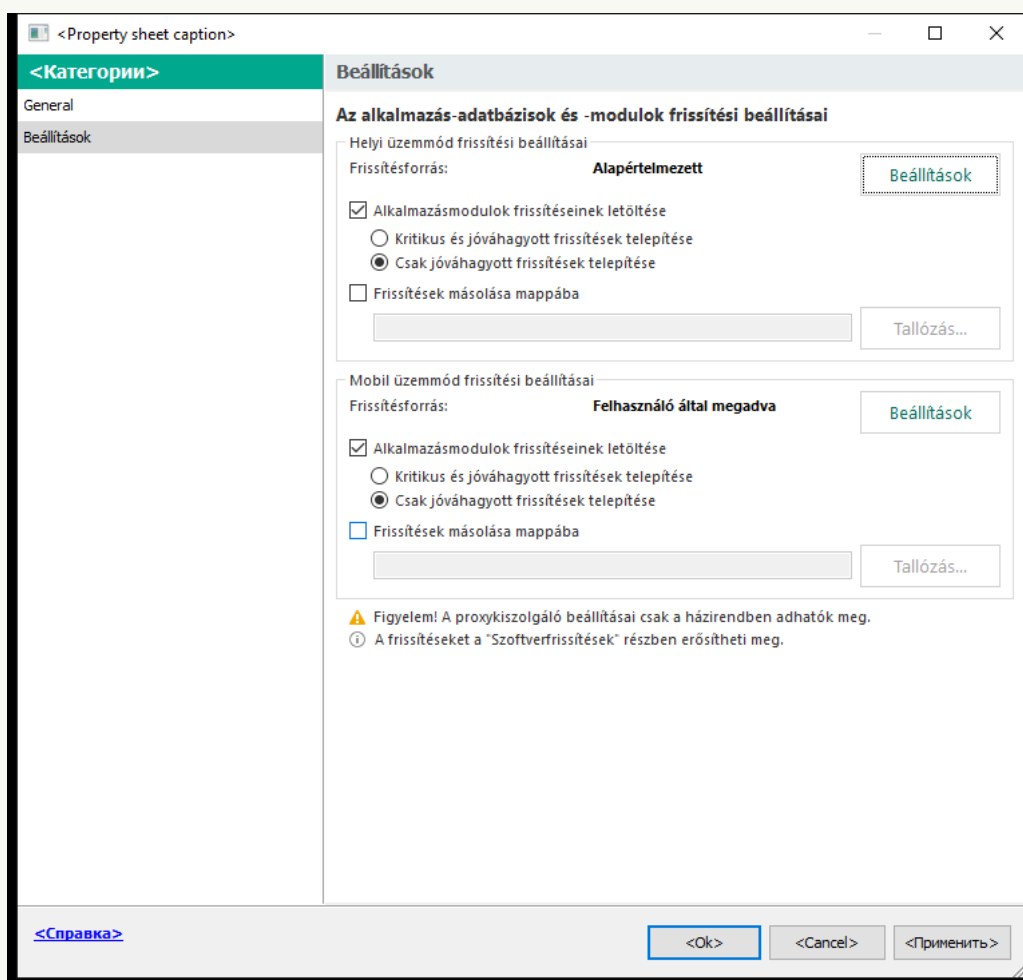 <Property sheet caption>
<Категории>
General
Beállítások
Beállítások
Az alkalmazás-adatbázisok és -modulok frissítési beállításai
Helyi üzemmód frissítési beállításai
Frissítésforrás: Alapértelmezett Beállítások
Alkalmazásmodulok frissítéseinek letöltése
Kritikus és jóváhagyott frissítések telepítése
Csak jóváhagyott frissítések telepítése
Frissítések másolása mappába
Tallózás...
Mobil üzemmód frissítési beállításai
Frissítésforrás: Felhasználó által megadva Beállítások
Alkalmazásmodulok frissítéseinek letöltése
Kritikus és jóváhagyott frissítések telepítése
Csak jóváhagyott frissítések telepítése
Frissítések másolása mappába
Tallózás...
Figyelem! A proxykiszolgáló beállításai csak a házirendben adhatók meg.
A frissítéseket a "Szoftverfrissítések" részben erősítheti meg.
<Справка>
<Ok> <Cancel> <Применить>